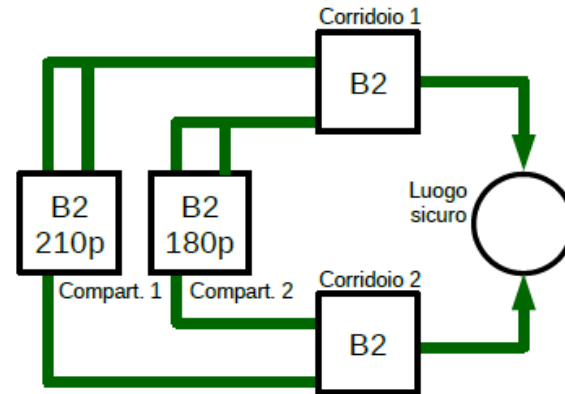 Corridoio 1
B2
Luogo
sicuro
B2
210p
B2
180p
Compart. 1
Compart. 2
Corridoio 2
B2